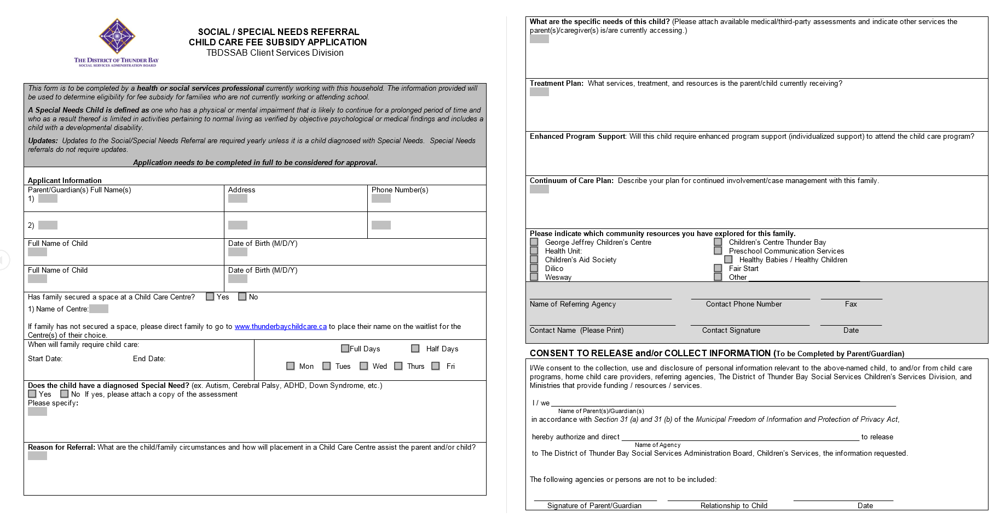 THE DISTRICT OF THUNDER BAY
SOCIAL SERVICES ADMINISTRATION BOARD
SOCIAL / SPECIAL NEEDS REFERRAL
CHILD CARE FEE SUBSIDY APPLICATION
TBDSSAB Client Services Division
This form is to be completed by a health or social services professional currently working with this household. The information provided will
be used to determine eligibility for fee subsidy for families who are not currently working or attending school.
A Special Needs Child is defined as one who has a physical or mental impairment that is likely to continue for a prolonged period of time and
who as a result thereof is limited in activities pertaining to normal living as verified by objective psychological or medical findings and includes a
child with a developmental disability.
Updates: Updates to the Social/Special Needs Referral are required yearly unless it is a child diagnosed with Special Needs. Special Needs
referrals do not require updates.
Application needs to be completed in full to be considered for approval.
Applicant Information
Parent/Guardian(s) Full Name(s) Address Phone Number(s)
1)
2)
Full Name of Child Date of Birth (M/D/Y)
Full Name of Child Date of Birth (M/D/Y)
Has family secured a space at a Child Care Centre? Yes No
1) Name of Centre:
If family has not secured a space, please direct family to go to www.thunderbaychildcare.ca to place their name on the waitlist for the
Centre(s) of their choice.
When will family require child care: Full Days Half Days
Start Date: End Date: Mon Tues Wed Thurs Fri
Does the child have a diagnosed Special Need? (ex. Autism, Cerebral Palsy, ADHD, Down Syndrome, etc.)
Yes No If yes, please attach a copy of the assessment
Please specify:
Reason for Referral: What are the child/family circumstances and how will placement in a Child Care Centre assist the parent and/or child?
What are the specific needs of this child? (Please attach available medical/third-party assessments and indicate other services the
parent(s)/caregiver(s) is/are currently accessing.)
Treatment Plan: What services, treatment, and resources is the parent/child currently receiving?
Enhanced Program Support: Will this child require enhanced program support (individualized support) to attend the child care program?
Continuum of Care Plan: Describe your plan for continued involvement/case management with this family.
Please indicate which community resources you have explored for this family.
George Jeffrey Children's Centre Children's Centre Thunder Bay
Health Unit: Preschool Communication Services
Children's Aid Society Healthy Babies / Healthy Children
Dilico Fair Start
Wesway Other
Name of Referring Agency Contact Phone Number Fax
Contact Name (Please Print) Contact Signature Date
CONSENT TO RELEASE and/or COLLECT INFORMATION (To be Completed by Parent/Guardian)
I/We consent to the collection, use and disclosure of personal information relevant to the above-named child, to and/or from child care
programs, home child care providers, referring agencies, The District of Thunder Bay Social Services Children's Services Division, and
Ministries that provide funding / resources / services.
I / we
Name of Parent(s)/Guardian(s)
in accordance with Section 31 (a) and 31 (b) of the Municipal Freedom of Information and Protection of Privacy Act,
hereby authorize and direct to release
Name of Agency
to The District of Thunder Bay Social Services Administration Board, Children's Services, the information requested.
The following agencies or persons are not to be included:
Signature of Parent/Guardian Relationship to Child Date